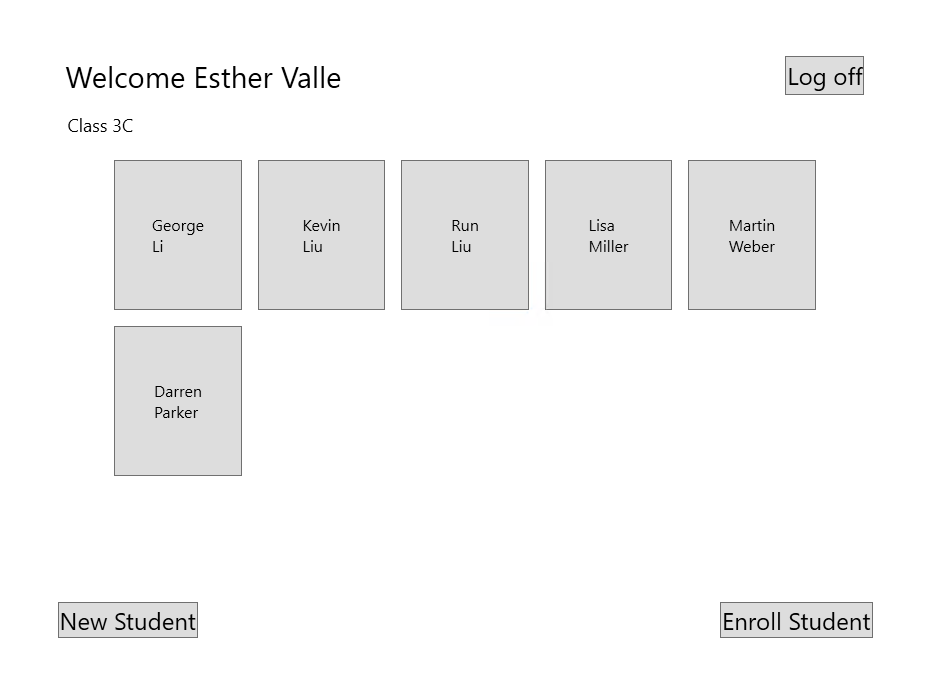 Welcome Esther Valle
Log off
Class 3C
George
Li
Kevin
Liu
Run
Liu
Lisa
Miller
Martin
Weber
Darren
Parker
New Student
Enroll Student